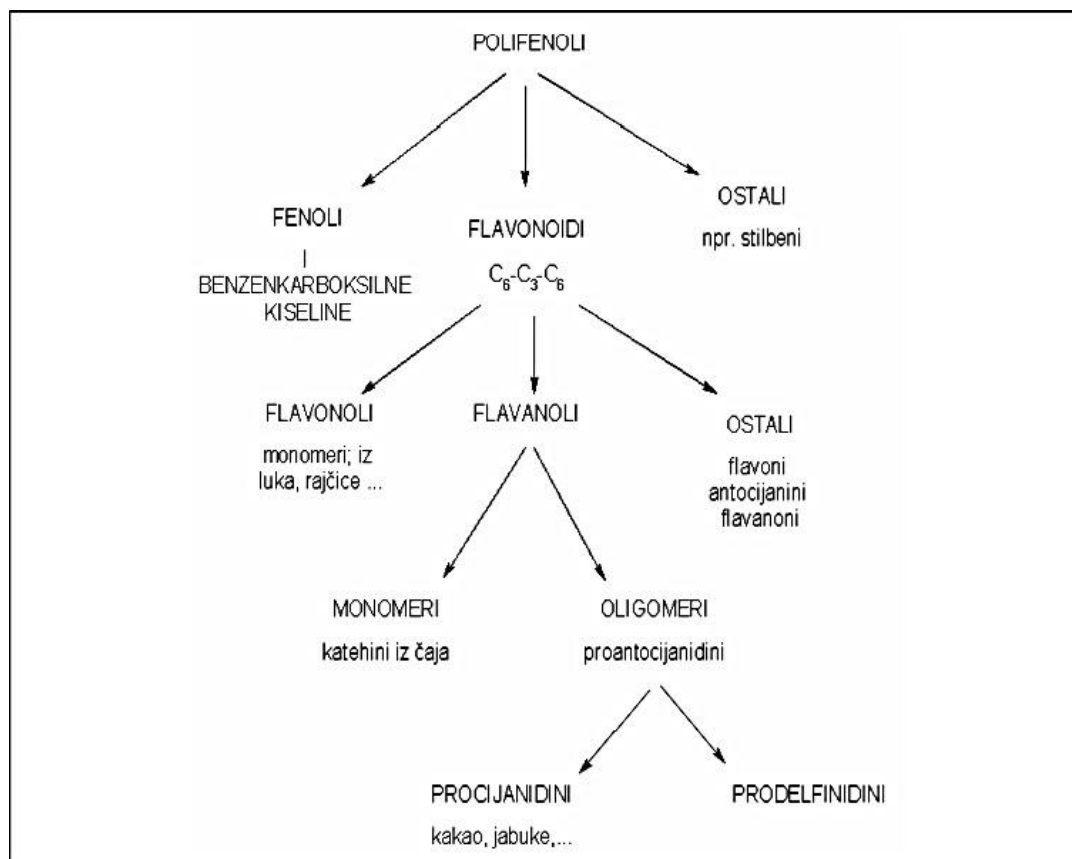 POLIFENOLI
FENOLI
|
BENZENKARBOKSILNE
KISELINE
FLAVONOIDI
C₆-C₃-C₆
OSTALI
npr. stilbeni
FLAVONOLI
monomeri; iz
luka, rajčice ...
FLAVANOLI
OSTALI
flavoni
antocijanini
flavanoni
MONOMERI
katehini iz čaja
OLIGOMERI
proantocijanidini
PROCIJANIDINI
kakao, jabuke,...
PRODELFINIDINI